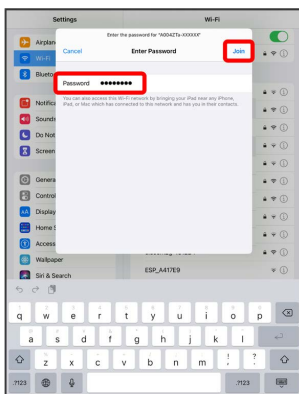 Settings
Wi-Fi
Enter the password for "A004ZTa-XXXXXX"
Cancel
Enter Password
Join
Airplan
Wi-Fi
Blueto
Password
You can also access this Wi-Fi network by bringing your iPad near any iPhone,
iPad, or Mac which has connected to this network and has you in their contacts.
Notifica
Sounds
Do Not
Screen
Genera
Control
AA Display
Home S
Access
Wallpaper
Siri & Search
ESP_A417E9
q w e r t y u i o p
a s d f g h j k l
z x c v b n m ! , ? .
.?123
.?123